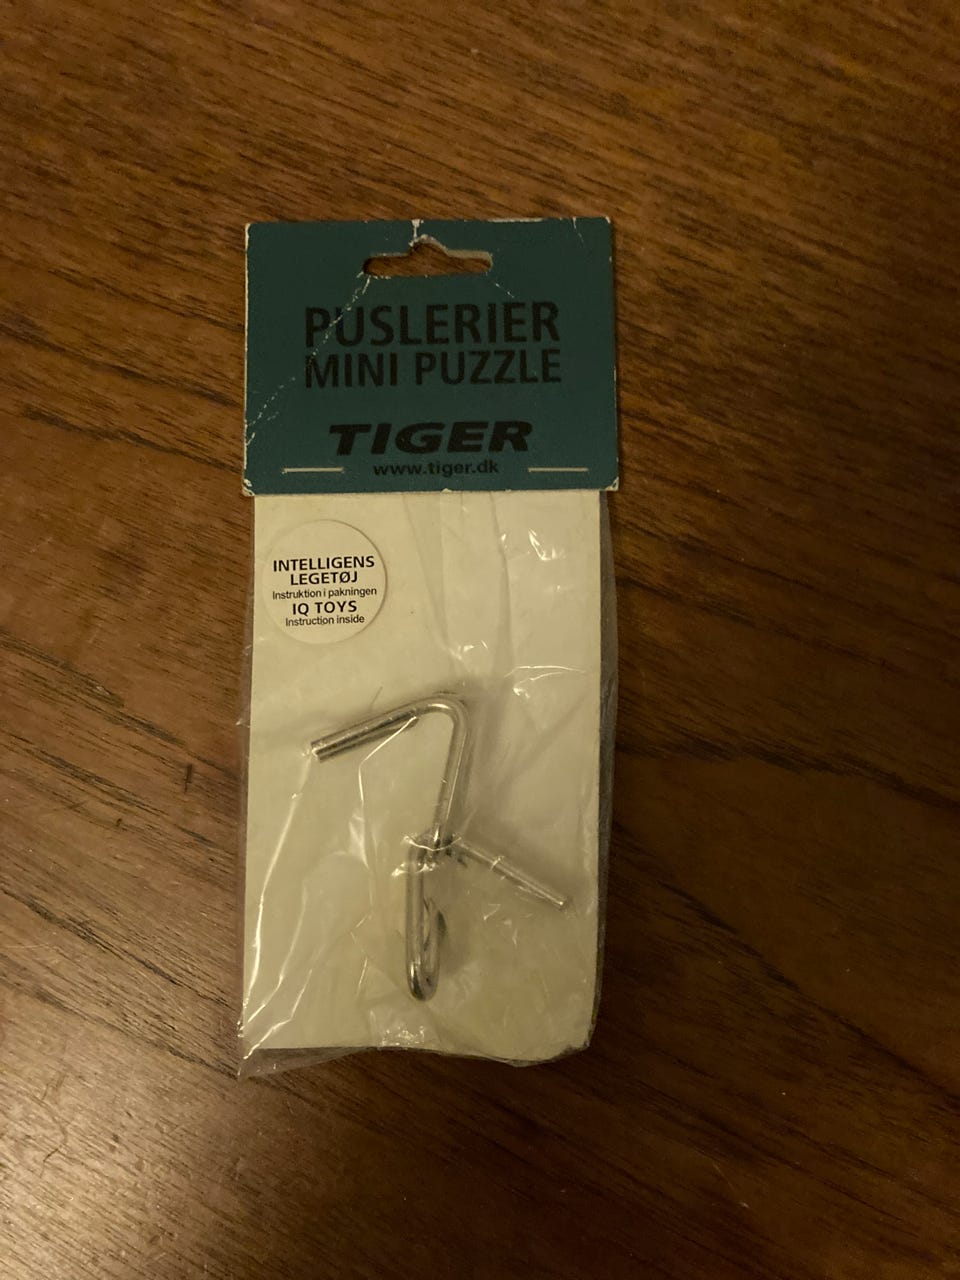 PUSLERIER
MINI PUZZLE
TIGER
www.tiger.dk
INTELLIGENS
LEGETØJ
Instruktion i pakningen
IQ TOYS
Instruction inside